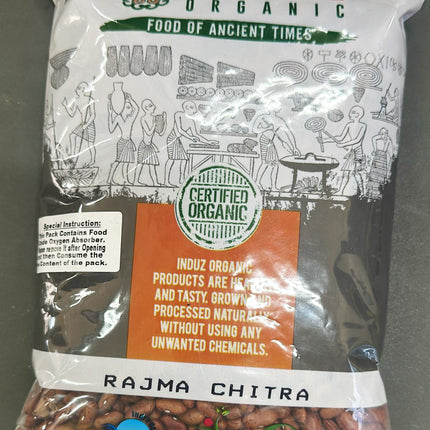 ORGANIC
FOOD OF ANCIENT TIMES
CERTIFIED
ORGANIC
Special Instruction:
Pack Contains Food
Oxygen Absorber.
remove it after Opening
then Consume the
Content of the pack.
INDUZ ORGANIC
PRODUCTS ARE
AND TASTY. GROWN AND
PROCESSED NATURALLY
WITHOUT USING ANY
UNWANTED CHEMICALS.
RAJMA CHITRA